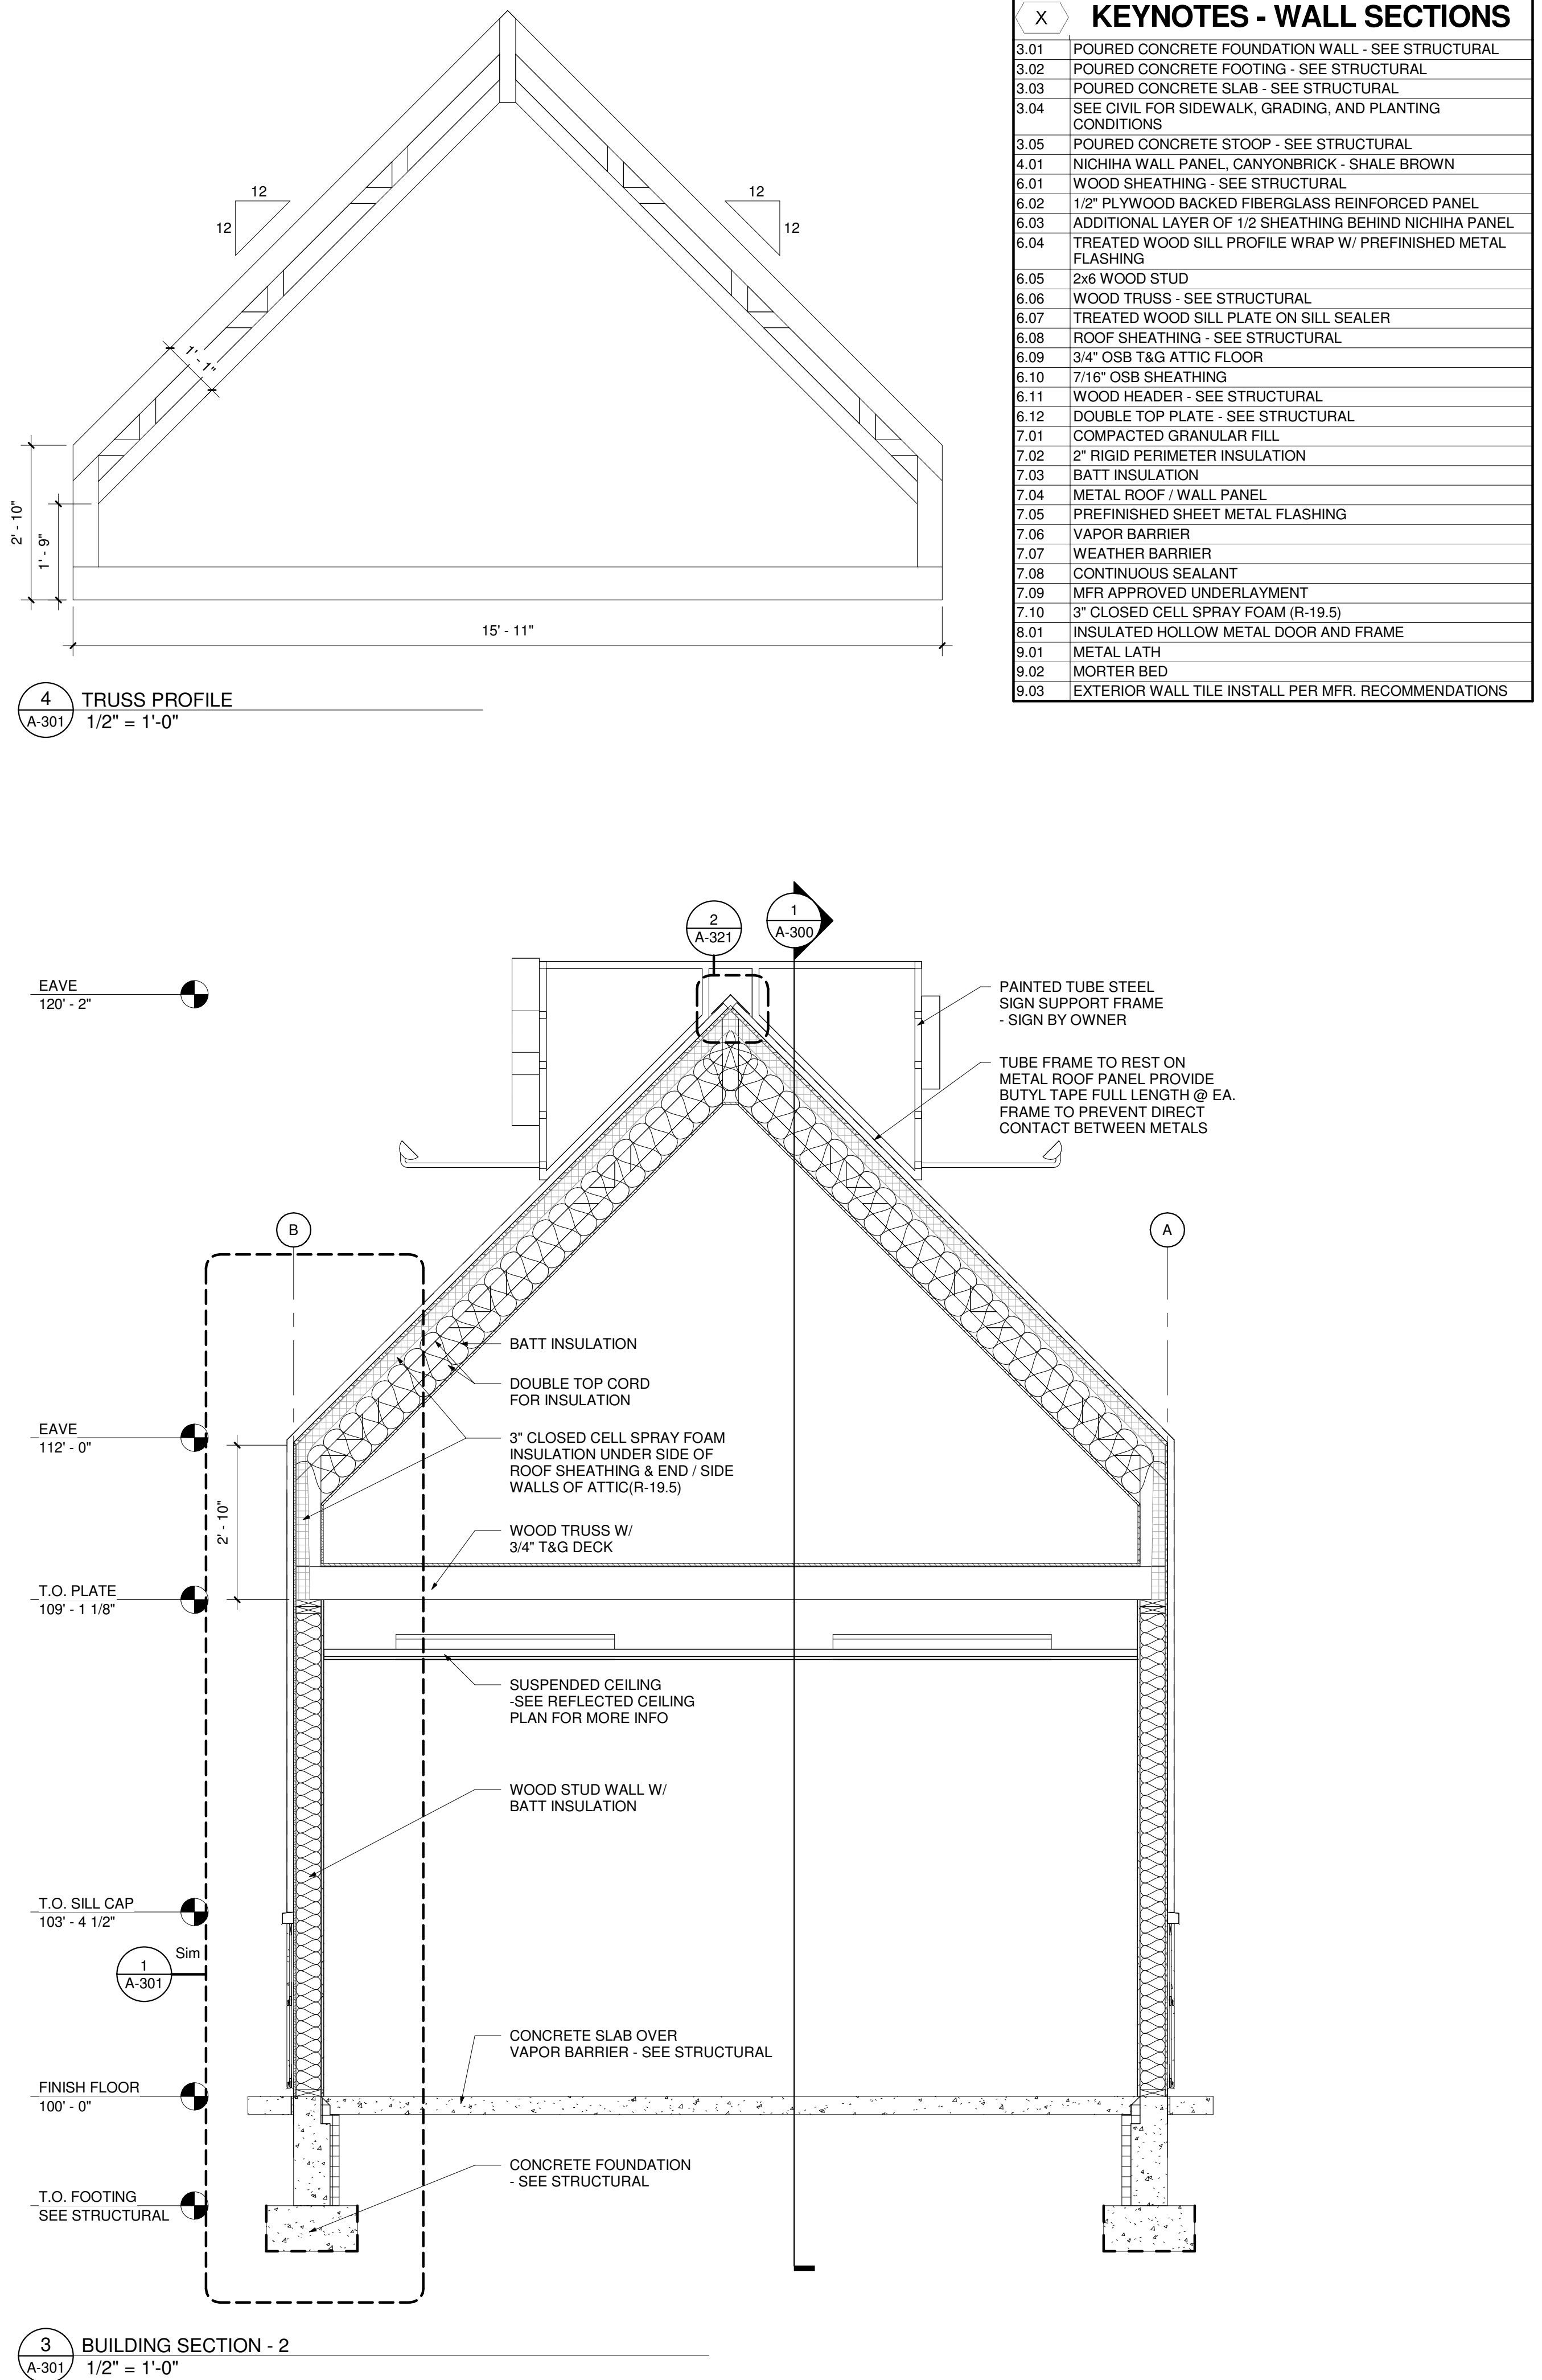 X KEYNOTES - WALL SECTIONS
3.01 POURED CONCRETE FOUNDATION WALL - SEE STRUCTURAL
3.02 POURED CONCRETE FOOTING - SEE STRUCTURAL
3.03 POURED CONCRETE SLAB - SEE STRUCTURAL
3.04 SEE CIVIL FOR SIDEWALK, GRADING, AND PLANTING
CONDITIONS
3.05 POURED CONCRETE STOOP - SEE STRUCTURAL
4.01 NICHIHA WALL PANEL, CANYONBRICK - SHALE BROWN
6.01 WOOD SHEATHING - SEE STRUCTURAL
6.02 1/2" PLYWOOD BACKED FIBERGLASS REINFORCED PANEL
6.03 ADDITIONAL LAYER OF 1/2 SHEATHING BEHIND NICHIHA PANEL
6.04 TREATED WOOD SILL PROFILE WRAP W/ PREFINISHED METAL
FLASHING
6.05 2x6 WOOD STUD
6.06 WOOD TRUSS - SEE STRUCTURAL
6.07 TREATED WOOD SILL PLATE ON SILL SEALER
6.08 ROOF SHEATHING - SEE STRUCTURAL
6.09 3/4" OSB T&G ATTIC FLOOR
6.10 7/16" OSB SHEATHING
6.11 WOOD HEADER - SEE STRUCTURAL
6.12 DOUBLE TOP PLATE - SEE STRUCTURAL
7.01 COMPACTED GRANULAR FILL
7.02 2" RIGID PERIMETER INSULATION
7.03 BATT INSULATION
7.04 METAL ROOF / WALL PANEL
7.05 PREFINISHED SHEET METAL FLASHING
7.06 VAPOR BARRIER
7.07 WEATHER BARRIER
7.08 CONTINUOUS SEALANT
7.09 MFR APPROVED UNDERLAYMENT
7.10 3" CLOSED CELL SPRAY FOAM (R-19.5)
8.01 INSULATED HOLLOW METAL DOOR AND FRAME
9.01 METAL LATH
9.02 MORTER BED
9.03 EXTERIOR WALL TILE INSTALL PER MFR. RECOMMENDATIONS
12
12
12
12
1' - 1"
2' - 10"
1' - 9"
15' - 11"
4
A-301
TRUSS PROFILE
1/2" = 1'-0"
2
A-321
1
A-300
EAVE
120' - 2"
PAINTED TUBE STEEL
SIGN SUPPORT FRAME
- SIGN BY OWNER
TUBE FRAME TO REST ON
METAL ROOF PANEL PROVIDE
BUTYL TAPE FULL LENGTH @ EA.
FRAME TO PREVENT DIRECT
CONTACT BETWEEN METALS
B
A
BATT INSULATION
DOUBLE TOP CORD
FOR INSULATION
EAVE
112' - 0"
3" CLOSED CELL SPRAY FOAM
INSULATION UNDER SIDE OF
ROOF SHEATHING & END / SIDE
WALLS OF ATTIC(R-19.5)
2' - 10"
WOOD TRUSS W/
3/4" T&G DECK
T.O. PLATE
109' - 1 1/8"
SUSPENDED CEILING
-SEE REFLECTED CEILING
PLAN FOR MORE INFO
WOOD STUD WALL W/
BATT INSULATION
T.O. SILL CAP
103' - 4 1/2"
Sim
1
A-301
CONCRETE SLAB OVER
VAPOR BARRIER - SEE STRUCTURAL
FINISH FLOOR
100' - 0"
CONCRETE FOUNDATION
- SEE STRUCTURAL
T.O. FOOTING
SEE STRUCTURAL
3
A-301
BUILDING SECTION - 2
1/2" = 1'-0"